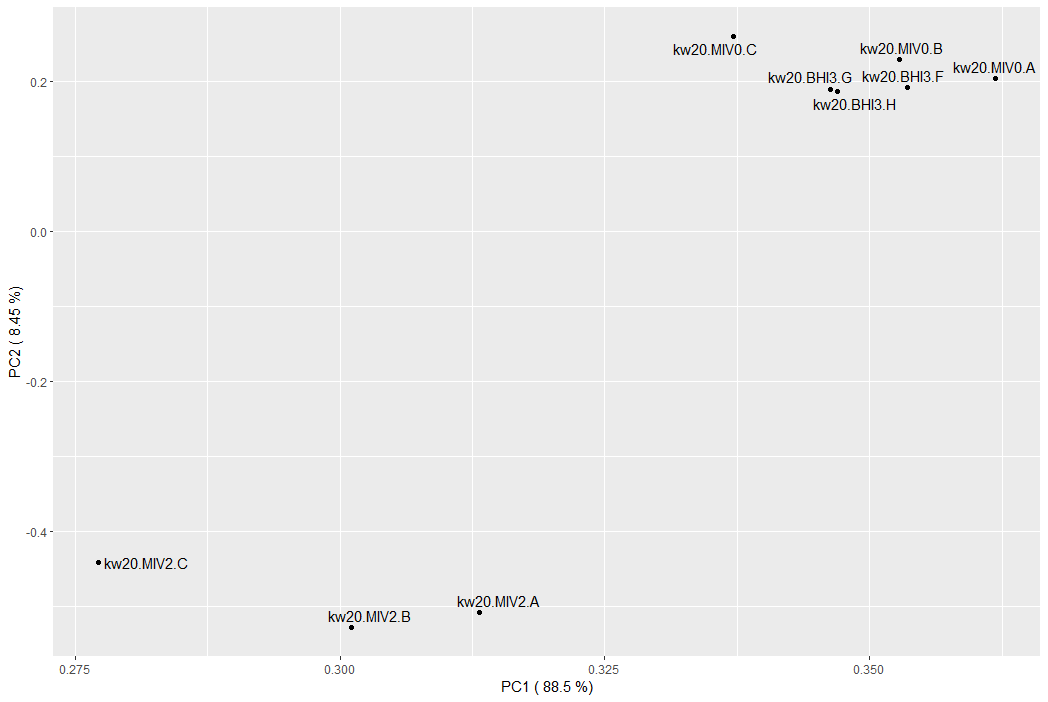 kw20.MIV0.C
kw20.MIV0.B
kw20.MIV0.A
kw20.BHI3.G
kw20.BHI3.F
kw20.BHI3.H
0.2
0.0
-0.2
-0.4
PC2 ( 8.45 %)
kw20.MIV2.C
kw20.MIV2.A
kw20.MIV2.B
0.275
0.300
0.325
0.350
PC1 ( 88.5 %)